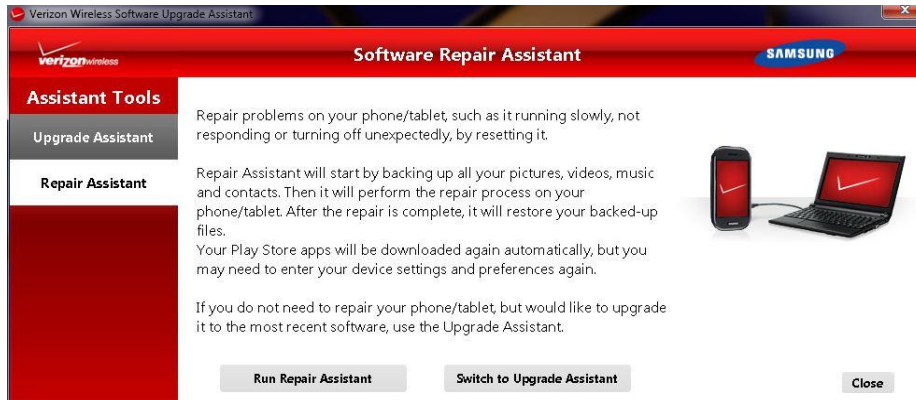 Verizon Wireless Software Upgrade Assistant
verizonwireless
Software Repair Assistant
SAMSUNG
Assistant Tools
Upgrade Assistant
Repair Assistant
Repair problems on your phone/tablet, such as it running slowly, not
responding or turning off unexpectedly, by resetting it.
Repair Assistant will start by backing up all your pictures, videos, music
and contacts. Then it will perform the repair process on your
phone/tablet. After the repair is complete, it will restore your backed-up
files.
Your Play Store apps will be downloaded again automatically, but you
may need to enter your device settings and preferences again.
If you do not need to repair your phone/tablet, but would like to upgrade
it to the most recent software, use the Upgrade Assistant.
Run Repair Assistant
Switch to Upgrade Assistant
Close